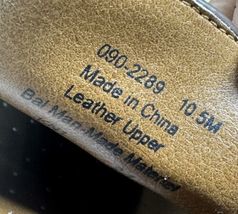 090-2289 10.5M
Made in China
Leather Upper
Bal Man-Made Material